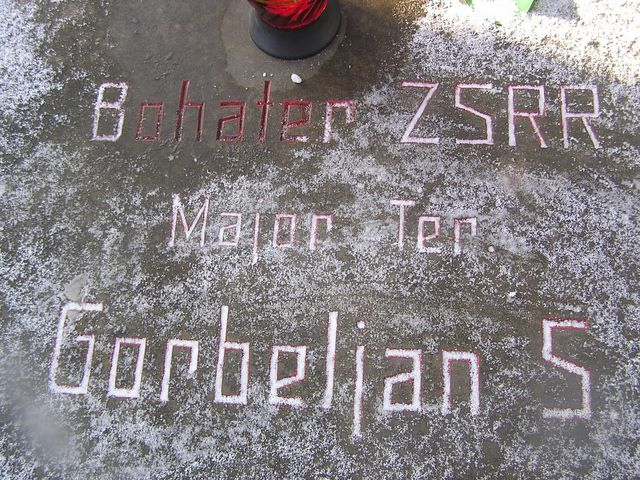 Bohater ZSRR
Major Ter.
Gorbeljan S